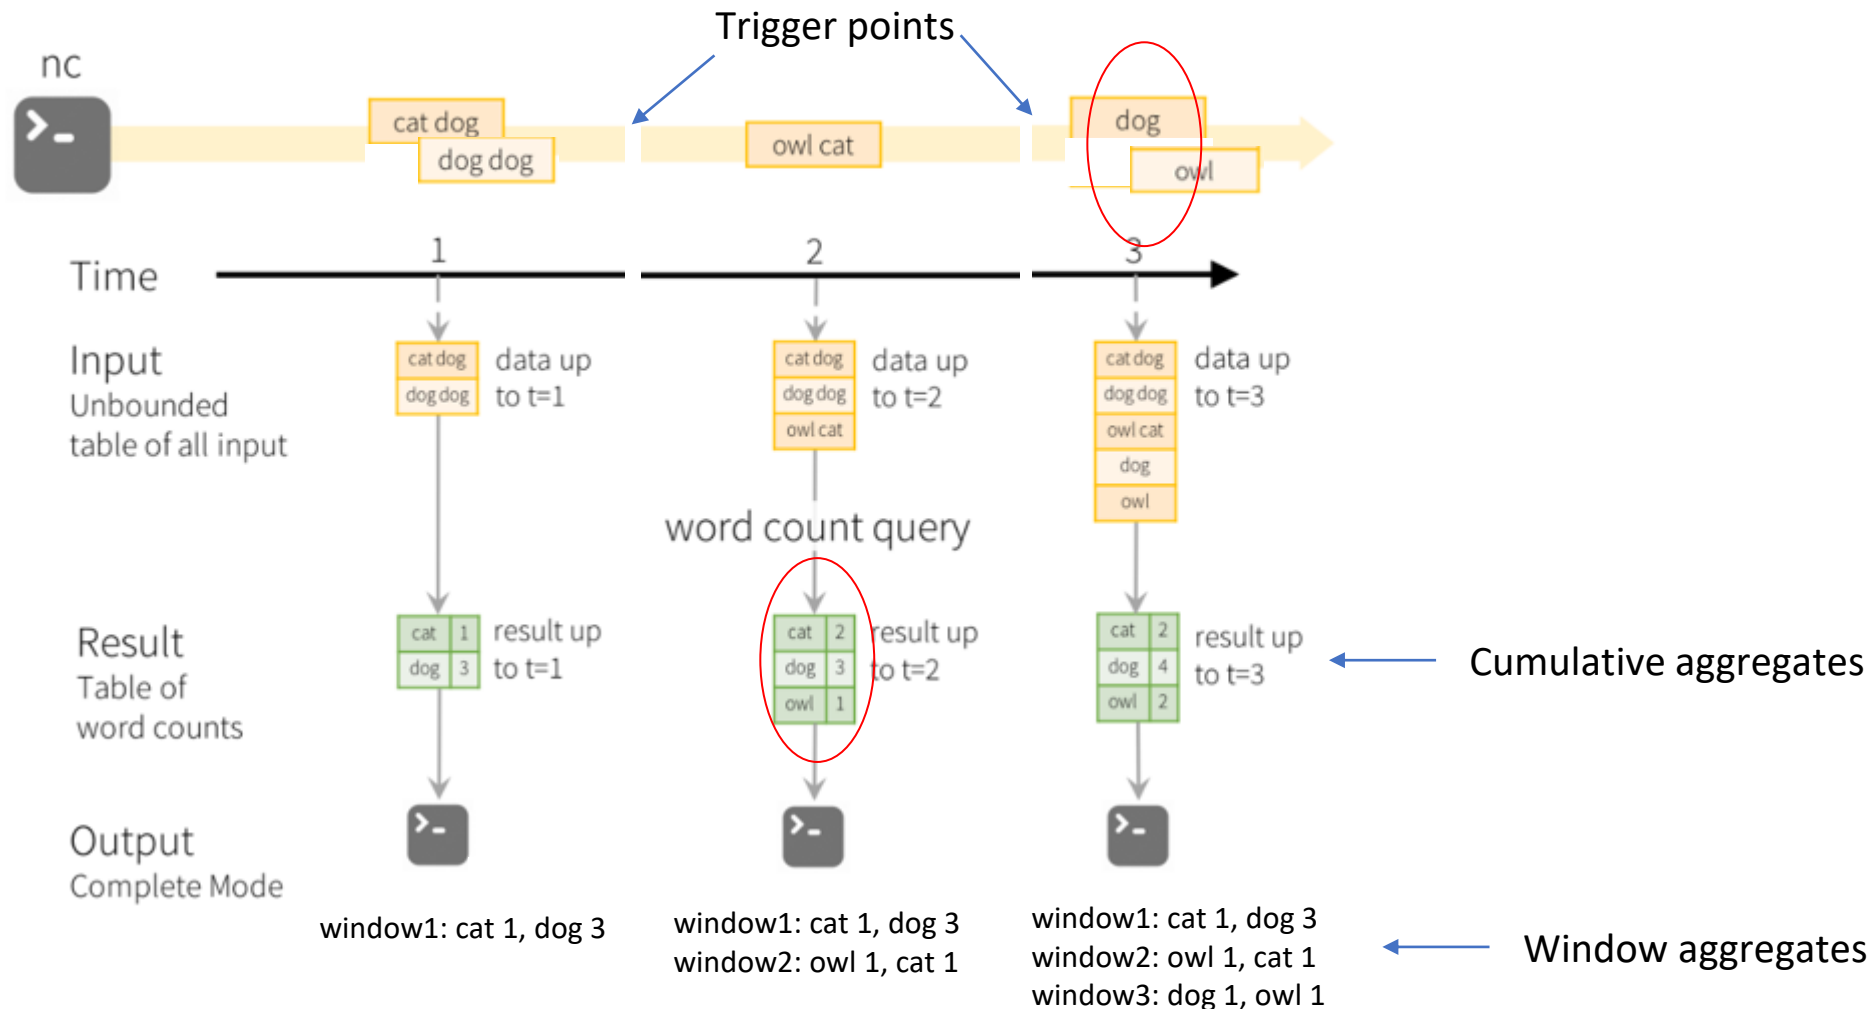 Trigger points
nc
>_
cat dog
dog dog
owl cat
dog
owl
Time
1
2
3
Input
Unbounded
table of all input
cat dog
dog dog
data up
to t=1
cat dog
dog dog
owl cat
data up
to t=2
cat dog
dog dog
owl cat
dog
owl
data up
to t=3
word count query
Result
Table of
word counts
cat 1
dog 3
result up
to t=1
cat 2
dog 3
owl 1
result up
to t=2
cat 2
dog 4
owl 2
result up
to t=3
Cumulative aggregates
Output
Complete Mode
>_
>_
>_
window1: cat 1, dog 3
window1: cat 1, dog 3
window2: owl 1, cat 1
window1: cat 1, dog 3
window2: owl 1, cat 1
window3: dog 1, owl 1
Window aggregates